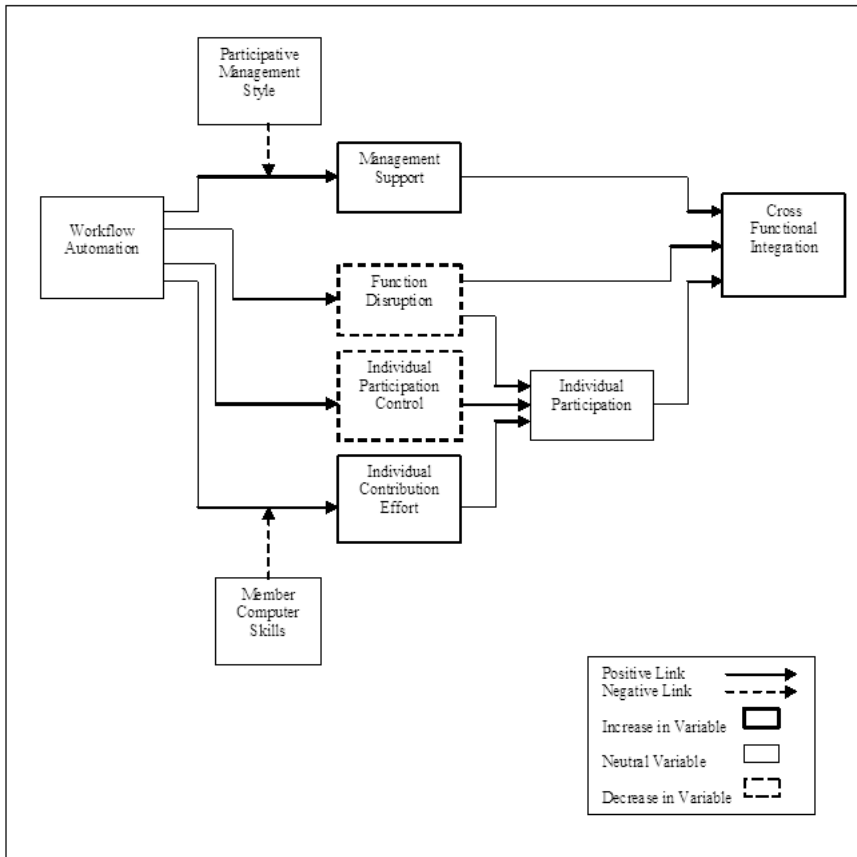 Participative
Management
Style
Management
Support
Workflow
Automation
Cross
Functional
Integration
Function
Disruption
Individual
Participation
Control
Individual
Participation
Individual
Contribution
Effort
Member
Computer
Skills
Positive Link
Negative Link
Increase in Variable
Neutral Variable
Decrease in Variable